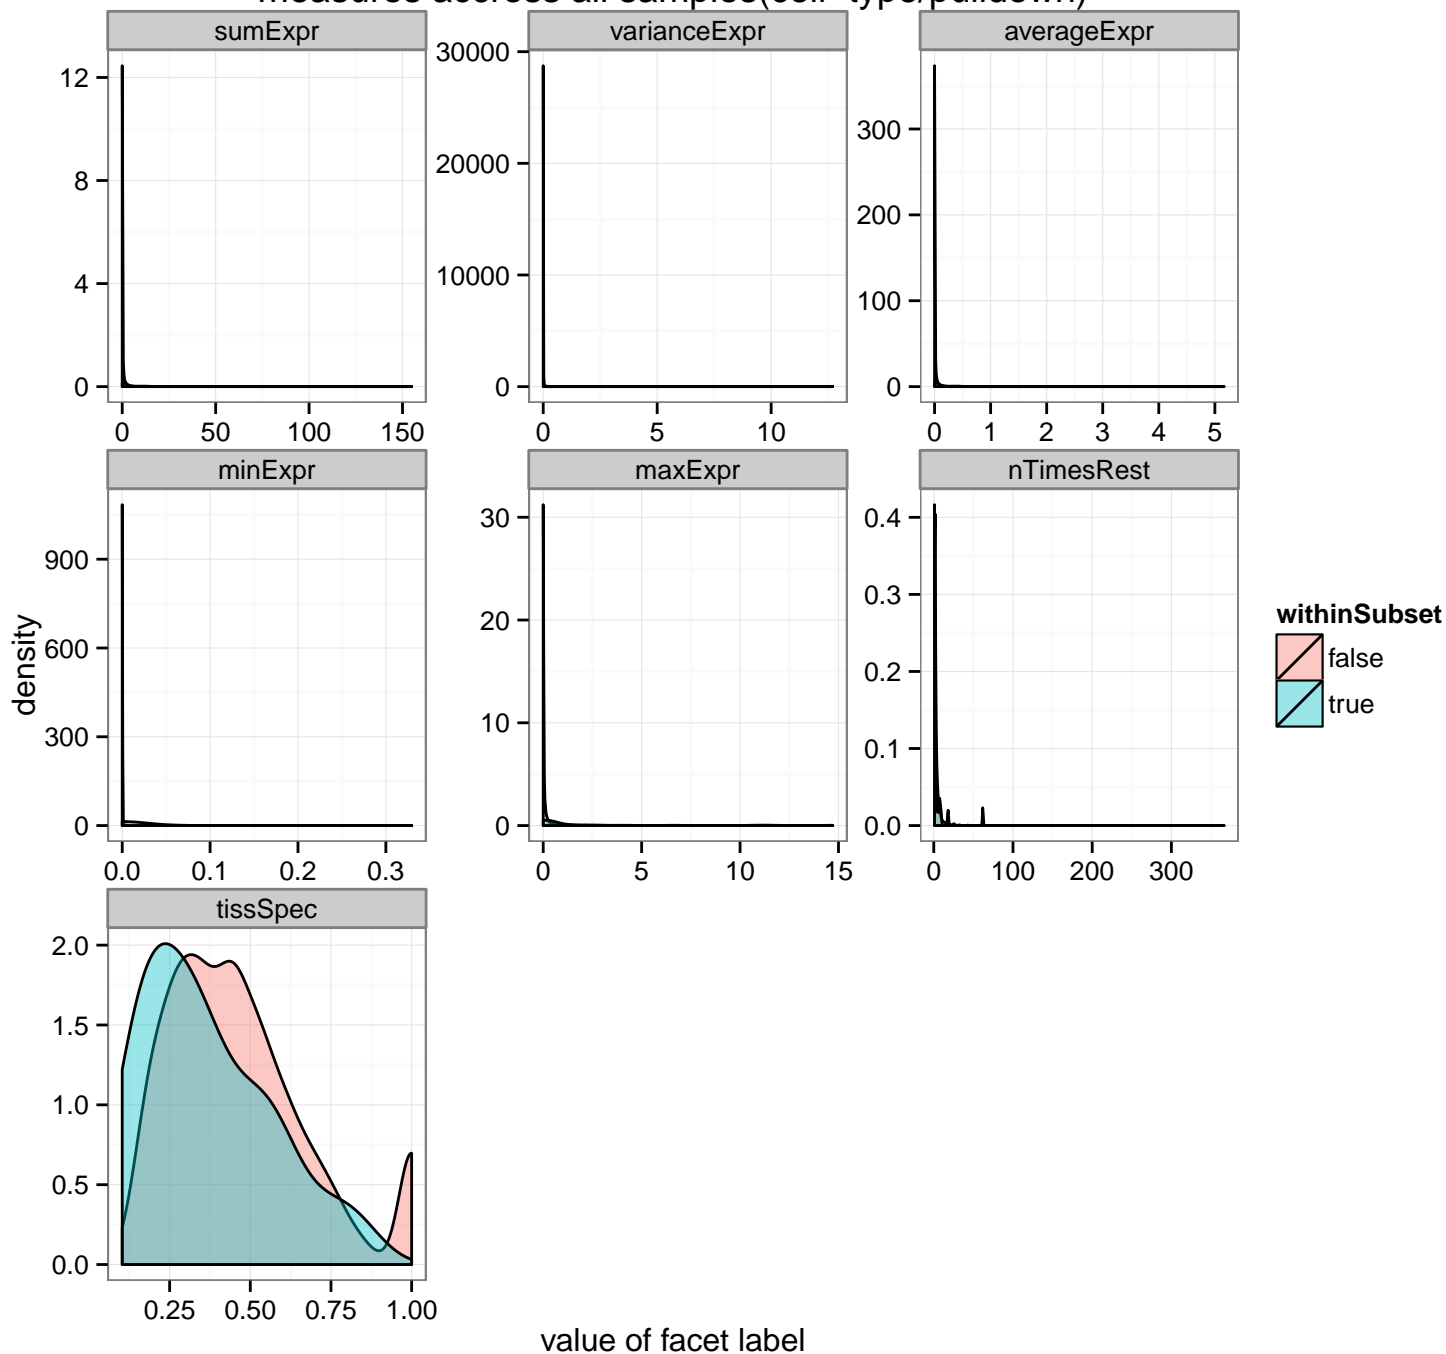 sumExpr varianceExpr averageExpr
12
8
4
0
0 50 100 150
30000
20000
10000
0
0 5 10
300
200
100
0
0 1 2 3 4 5
minExpr maxExpr nTimesRest
900
600
300
0
0.0 0.1 0.2 0.3
30
20
10
0
0 5 10 15
0.4
0.3
0.2
0.1
0.0
0 100 200 300
density
withinSubset
false
true
tissSpec
2.0
1.5
1.0
0.5
0.0
0.25 0.50 0.75 1.00
value of facet label